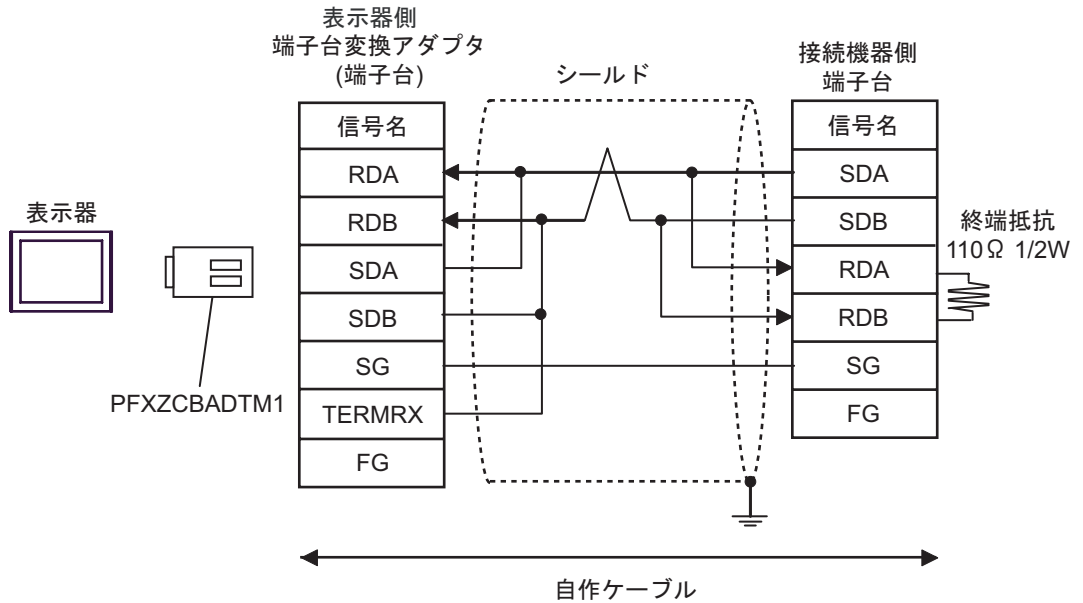 表示器側
端子台変換アダプタ
(端子台)
シールド
接続機器側
端子台
信号名
RDA
RDB
SDA
SDB
SG
TERMRX
FG
信号名
SDA
SDB
RDA
RDB
SG
FG
表示器
PFXZCBADTM1
終端抵抗
110Ω 1/2W
自作ケーブル